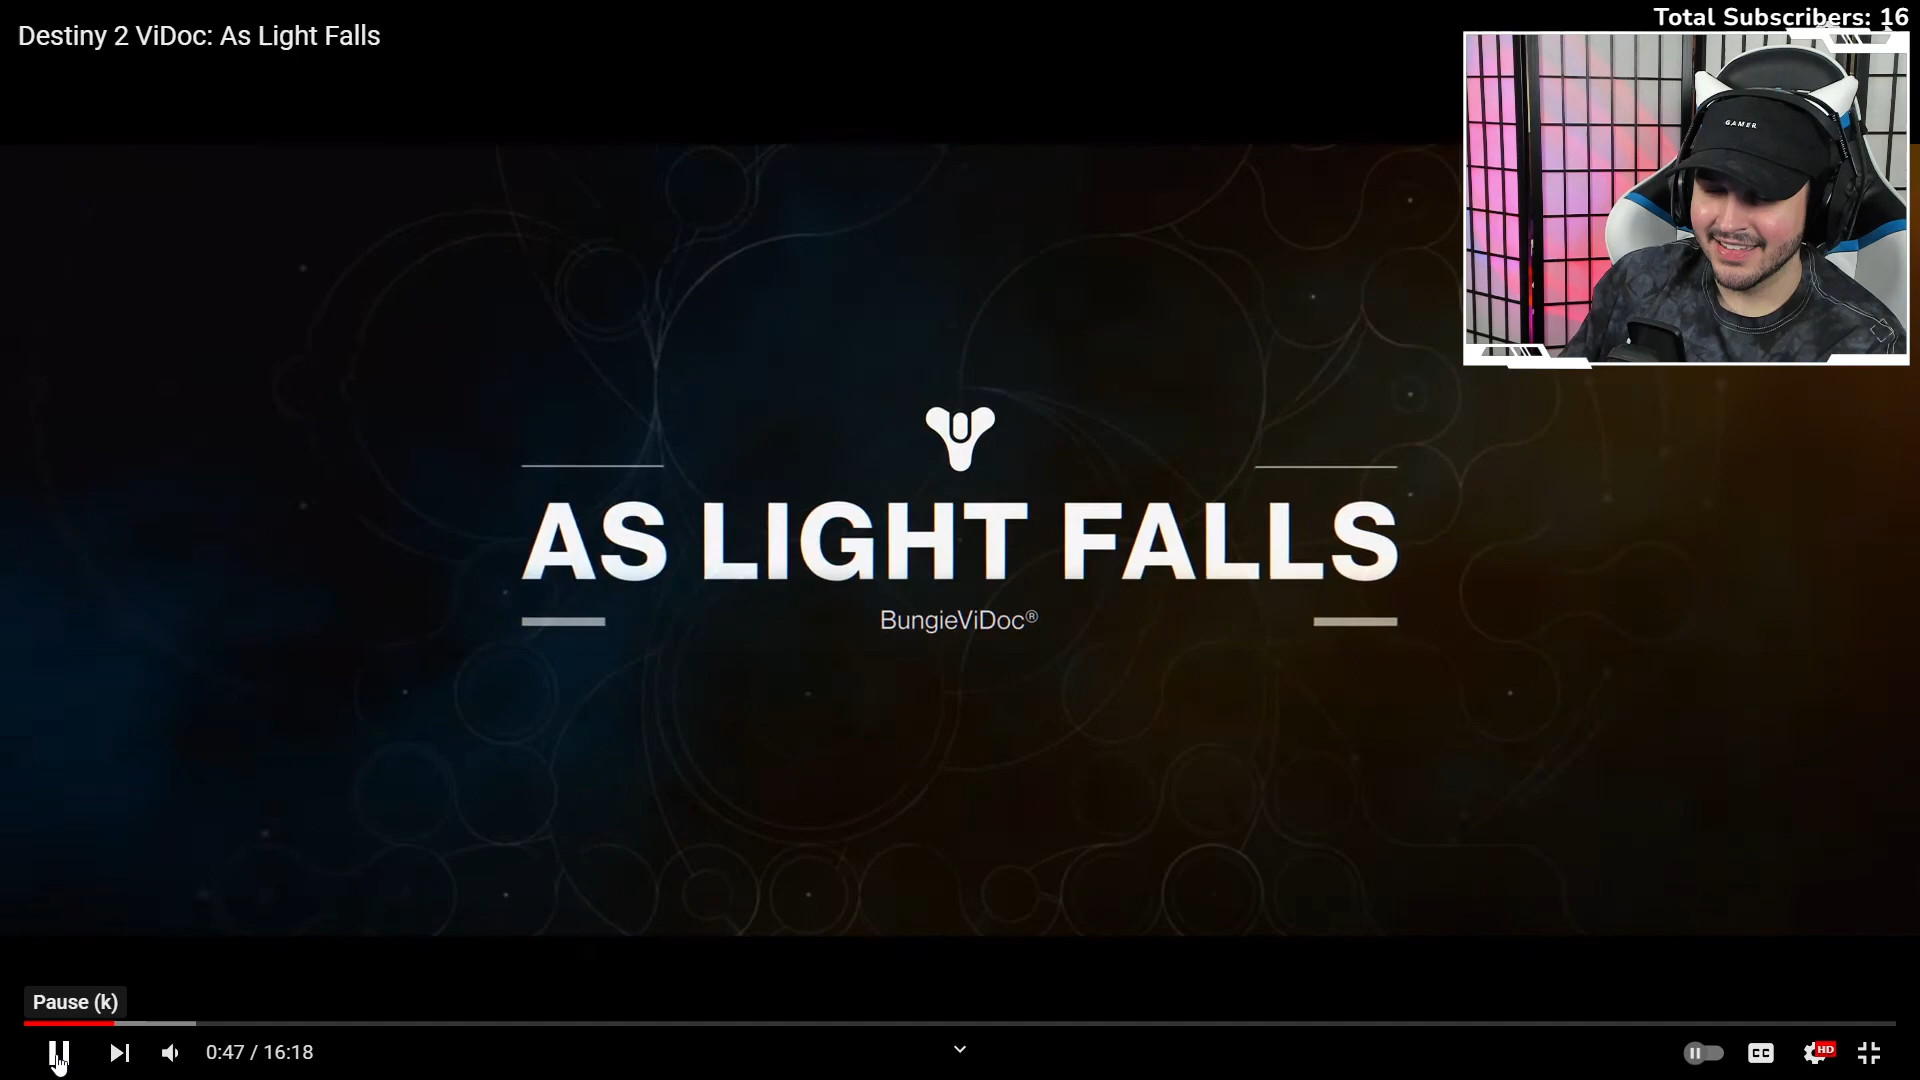 Total Subscribers: 16
Destiny 2 ViDoc: As Light Falls
GAMER
AS LIGHT FALLS
BungieViDoc®
Pause (k)
0:47 / 16:18
CC
HD